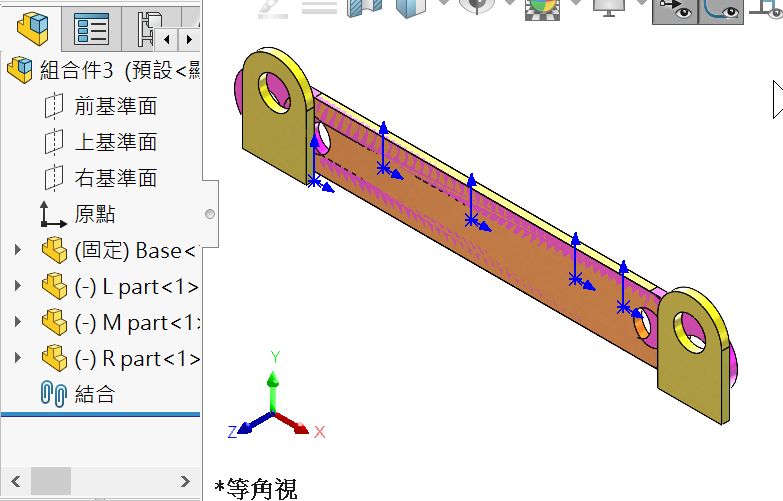 組合件3 (預設<顯
前基準面
上基準面
右基準面
原點
(固定) Base<
(-) L part<1>
(-) M part<1>
(-) R part<1>
結合
Y
Z
X
*等角視